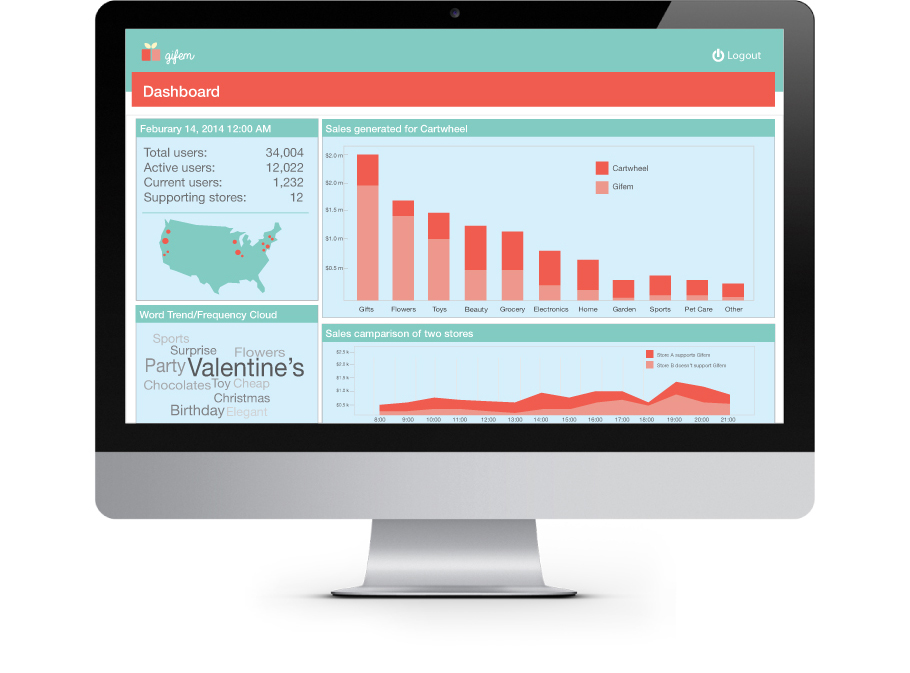 gifem
Logout
Dashboard
Feburary 14, 2014 12:00 AM
Total users: 34,004
Active users: 12,022
Current users: 1,232
Supporting stores: 12
Sales generated for Cartwheel
$2.0 m
$2.0 m
$1.5 m
$1.0 m
$0.5 m
Cartwheel
Gifem
Gifts Flowers Toys Beauty Grocery Electronics Home Garden Sports Pet Care Other
Word Trend/Frequency Cloud
Sports
Surprise Flowers
Party Valentine's
Chocolates Toy Cheap
Christmas
Birthday Elegant
Sales camparison of two stores
$2.5 k
$1.5 k
$1.0 k
$0.5 k
Store A supports Gifem
Store B doesn't support Gifem
8:00 9:00 10:00 11:00 12:00 13:00 14:00 15:00 16:00 17:00 18:00 19:00 20:00 21:00